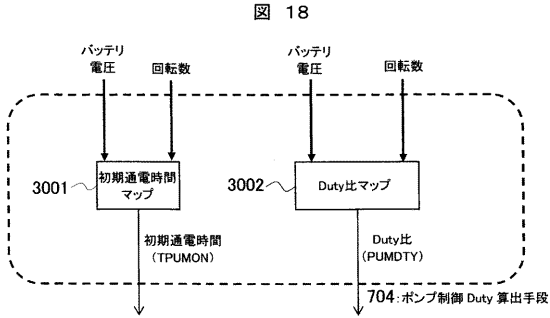 図 18
バッテリ
電圧
回転数
バッテリ
電圧
回転数
3001
初期通電時間
マップ
3002
Duty比マップ
初期通電時間
(TPUMON)
Duty比
(PUMDTY)
704:ポンプ制御 Duty 算出手段